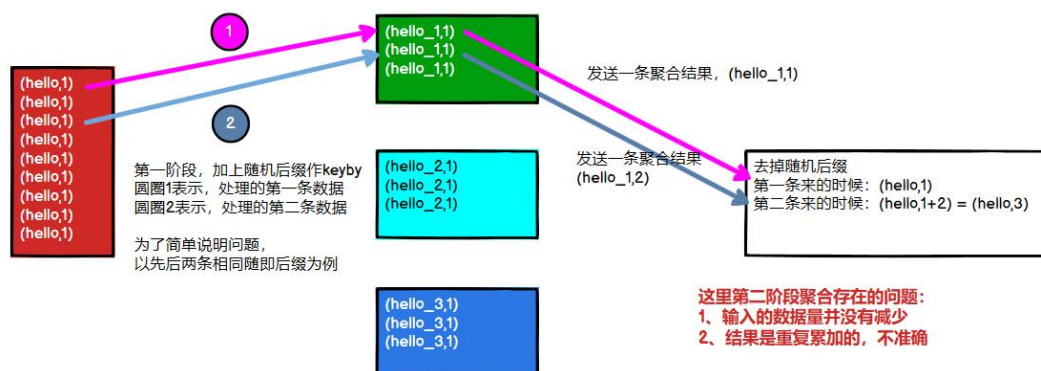 1
(hello_1,1)
(hello_1,1)
(hello_1,1)
发送一条聚合结果，(hello_1,1)
(hello,1)
(hello,1)
(hello,1)
(hello,1)
(hello,1)
(hello,1)
(hello,1)
(hello,1)
(hello,1)
2
第一阶段，加上随机后缀作keyby
圆圈1表示，处理的第一条数据
圆圈2表示，处理的第二条数据
为了简单说明问题，
以先后两条相同随即后缀为例
(hello_2,1)
(hello_2,1)
(hello_2,1)
发送一条聚合结果
(hello_1,2)
去掉随机后缀
第一条来的时候：(hello,1)
第二条来的时候：(hello,1+2) = (hello,3)
(hello_3,1)
(hello_3,1)
(hello_3,1)
这里第二阶段聚合存在的问题：
1、输入的数据量并没有减少
2、结果是重复累加的，不准确